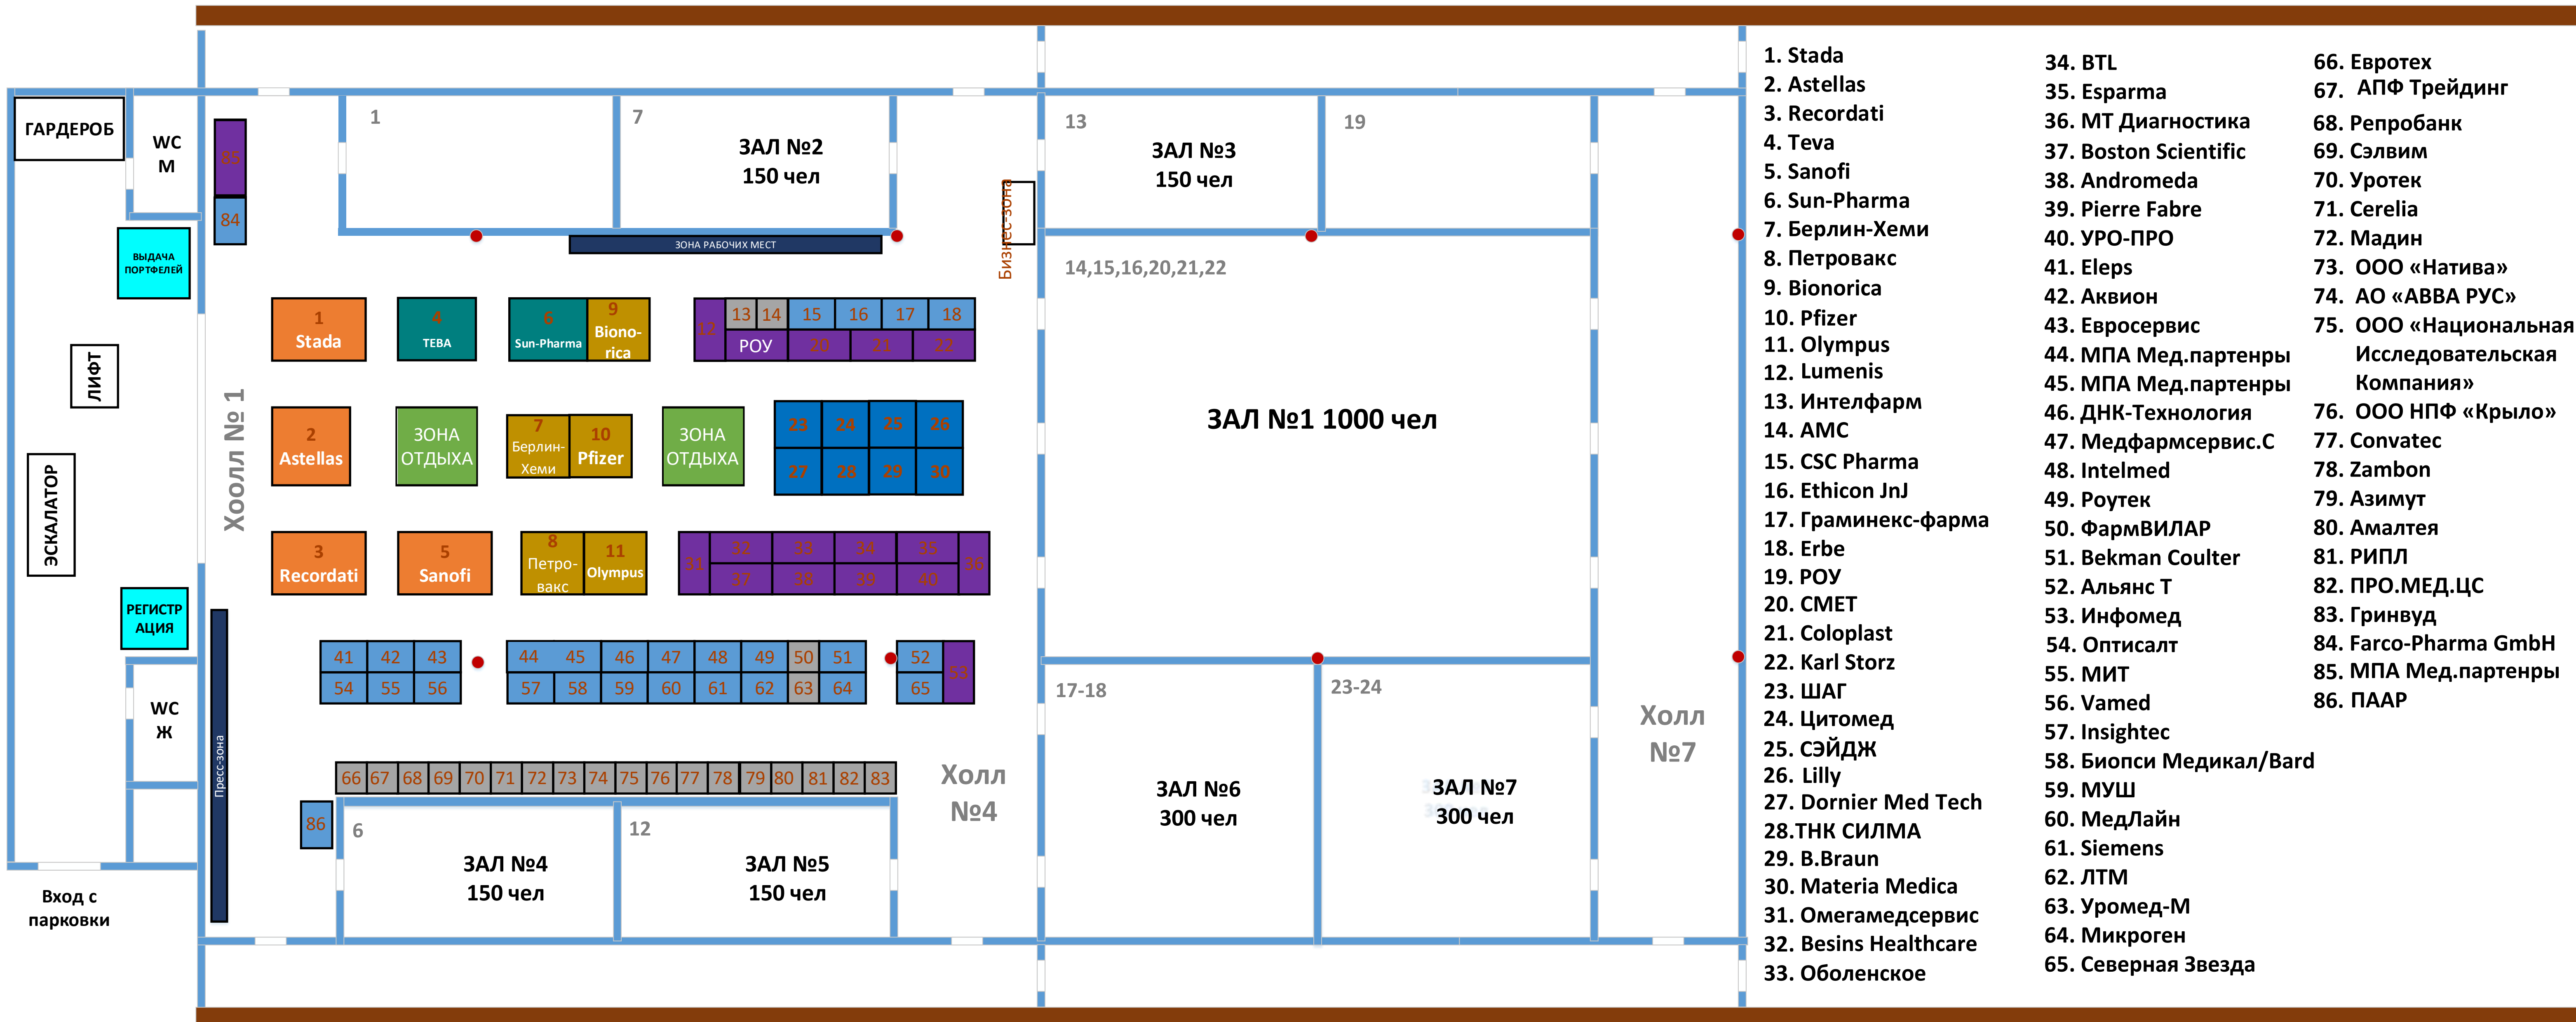 ГАРДЕРОБ
WC
М
85
84
ВЫДАЧА
ПОРТФЕЛЕЙ
ЛИФТ
ЭСКАЛАТОР
РЕГИСТР
АЦИЯ
WC
Ж
Вход с
парковки
Хоолл № 1
Пресс-зона
1
7
ЗАЛ №2
150 чел
ЗОНА РАБОЧИХ МЕСТ
Бизнес-зона
13
ЗАЛ №3
150 чел
19
14,15,16,20,21,22
ЗАЛ №1 1000 чел
1
Stada
4
ТЕВА
6
Sun-Pharma
9
Biono-
rica
12
13 14 15 16 17 18
РОУ 20 21 22
2
Astellas
ЗОНА
ОТДЫХА
7
Берлин-
Хеми
10
Pfizer
ЗОНА
ОТДЫХА
23 24 25 26
27 28 29 30
3
Recordati
5
Sanofi
8
Петро-
вакс
11
Olympus
31
32 33 34 35
36
37 38 39 40
41 42 43
54 55 56
44 45 46 47 48 49 50 51
57 58 59 60 61 62 63 64
52
53
65
66 67 68 69 70 71 72 73 74 75 76 77 78 79 80 81 82 83
86
6
ЗАЛ №4
150 чел
12
ЗАЛ №5
150 чел
Холл
№4
17-18
ЗАЛ №6
300 чел
23-24
ЗАЛ №7
300 чел
Холл
№7
1. Stada
2. Astellas
3. Recordati
4. Teva
5. Sanofi
6. Sun-Pharma
7. Берлин-Хеми
8. Петровакс
9. Bionorica
10. Pfizer
11. Olympus
12. Lumenis
13. Интелфарм
14. АМС
15. CSC Pharma
16. Ethicon JnJ
17. Граминекс-фарма
18. Erbe
19. РОУ
20. СМЕТ
21. Coloplast
22. Karl Storz
23. ШАГ
24. Цитомед
25. СЭЙДЖ
26. Lilly
27. Dornier Med Tech
28.ТНК СИЛМА
29. B.Braun
30. Materia Medica
31. Омегамедсервис
32. Besins Healthcare
33. Оболенское
34. BTL
35. Esparma
36. МТ Диагностика
37. Boston Scientific
38. Andromeda
39. Pierre Fabre
40. УРО-ПРО
41. Eleps
42. Аквион
43. Евросервис
44. МПА Мед.партенры
45. МПА Мед.партенры
46. ДНК-Технология
47. Медфармсервис.С
48. Intelmed
49. Роутек
50. ФармВИЛАР
51. Bekman Coulter
52. Альянс Т
53. Инфомед
54. Оптисалт
55. МИТ
56. Vamed
57. Insightec
58. Биопси Медикал/Bard
59. МУШ
60. МедЛайн
61. Siemens
62. ЛТМ
63. Уромед-М
64. Микроген
65. Северная Звезда
66. Евротех
67. АПФ Трейдинг
68. Репробанк
69. Сэлвим
70. Уротек
71. Cerelia
72. Мадин
73. ООО «Натива»
74. АО «АВВА РУС»
75. ООО «Национальная
Исследовательская
Компания»
76. ООО НПФ «Крыло»
77. Convatec
78. Zambon
79. Азимут
80. Амалтея
81. РИПЛ
82. ПРО.МЕД.ЦС
83. Гринвуд
84. Farco-Pharma GmbH
85. МПА Мед.партенры
86. ПААР